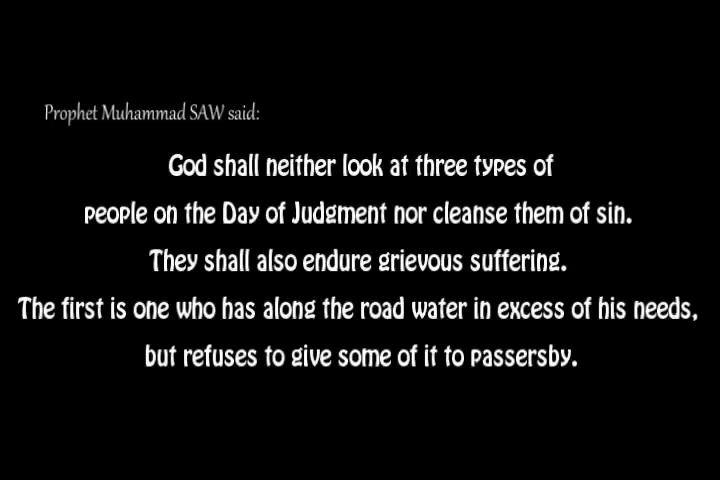 Prophet Muhammad SAW said:
God shall neither look at three types of
people on the Day of Judgment nor cleanse them of sin.
They shall also endure grievous suffering.
The first is one who has along the road water in excess of his needs,
but refuses to give some of it to passersby.